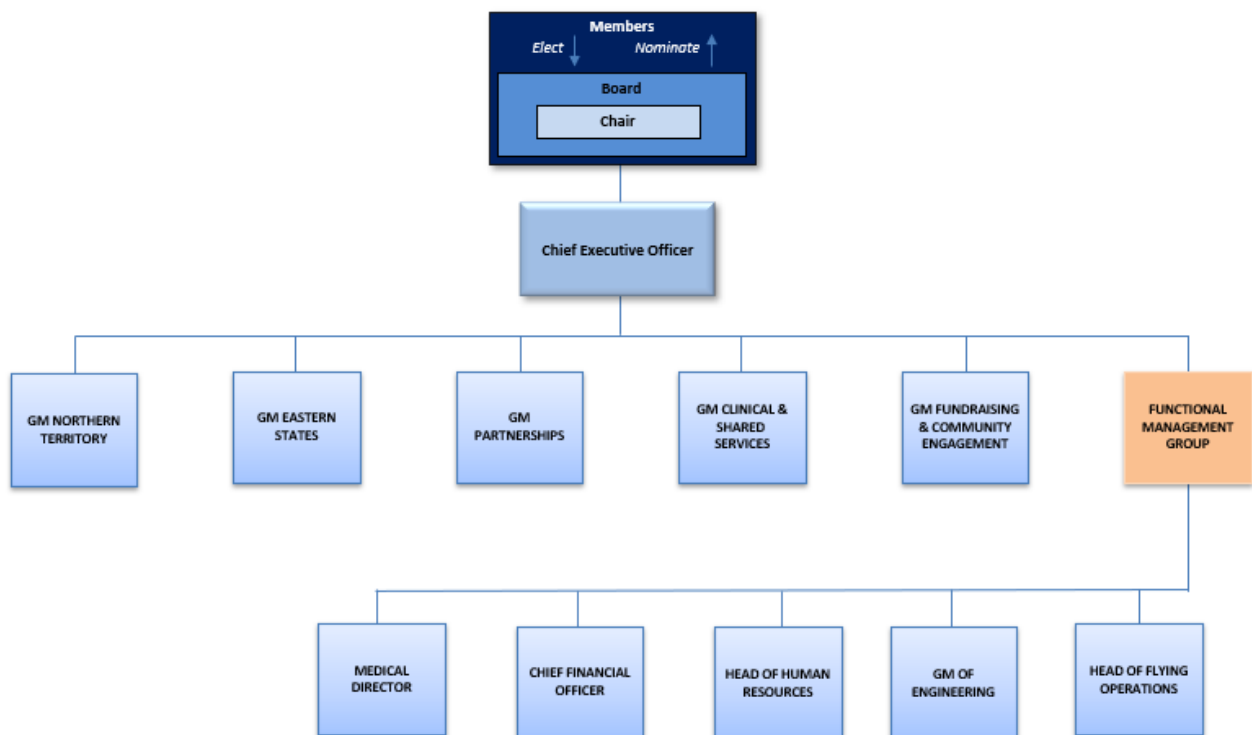 Members
Elect Nominate
Board
Chair
Chief Executive Officer
GM NORTHERN
TERRITORY
GM EASTERN
STATES
GM
PARTNERSHIPS
GM CLINICAL &
SHARED
SERVICES
GM FUNDRAISING
& COMMUNITY
ENGAGEMENT
FUNCTIONAL
MANAGEMENT
GROUP
MEDICAL
DIRECTOR
CHIEF FINANCIAL
OFFICER
HEAD OF HUMAN
RESOURCES
GM OF
ENGINEERING
HEAD OF FLYING
OPERATIONS